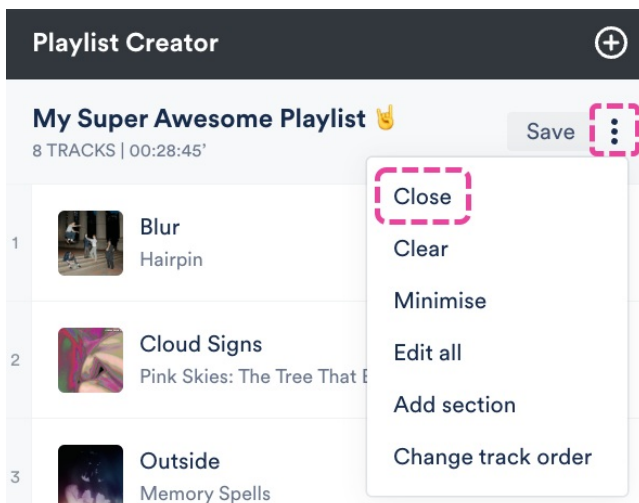 Playlist Creator
My Super Awesome Playlist 🤘
8 TRACKS | 00:28:45’
Save
Close
Clear
Minimise
Edit all
Add section
Change track order
1
Blur
Hairpin
2
Cloud Signs
Pink Skies: The Tree That
3
Outside
Memory Spells